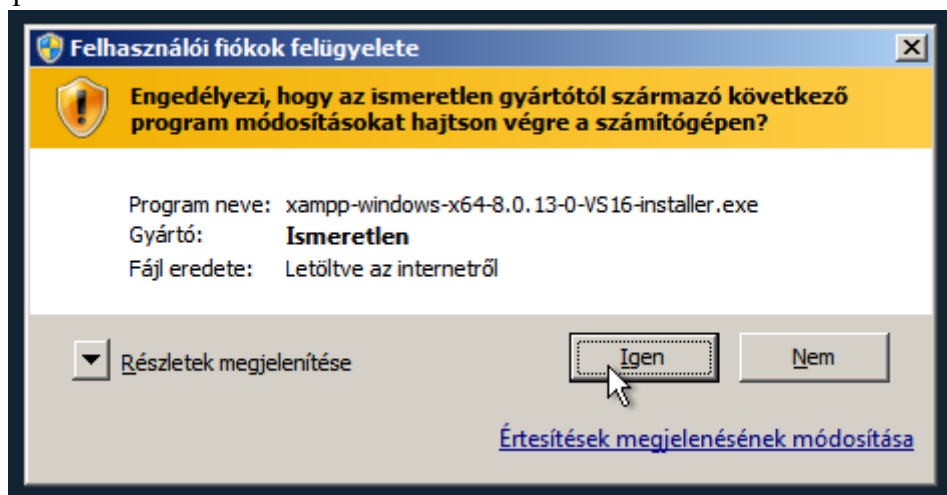 Felhasználói fiókok felügyelete
Engedélyezi, hogy az ismeretlen gyártótól származó következő
program módosításokat hajtson végre a számítógépen?
Program neve: xampp-windows-x64-8.0.13-0-VS16-installer.exe
Gyártó: Ismeretlen
Fájl eredete: Letöltve az internetről
Részletek megjelenítése
Igen
Nem
Értesítések megjelenésének módosítása